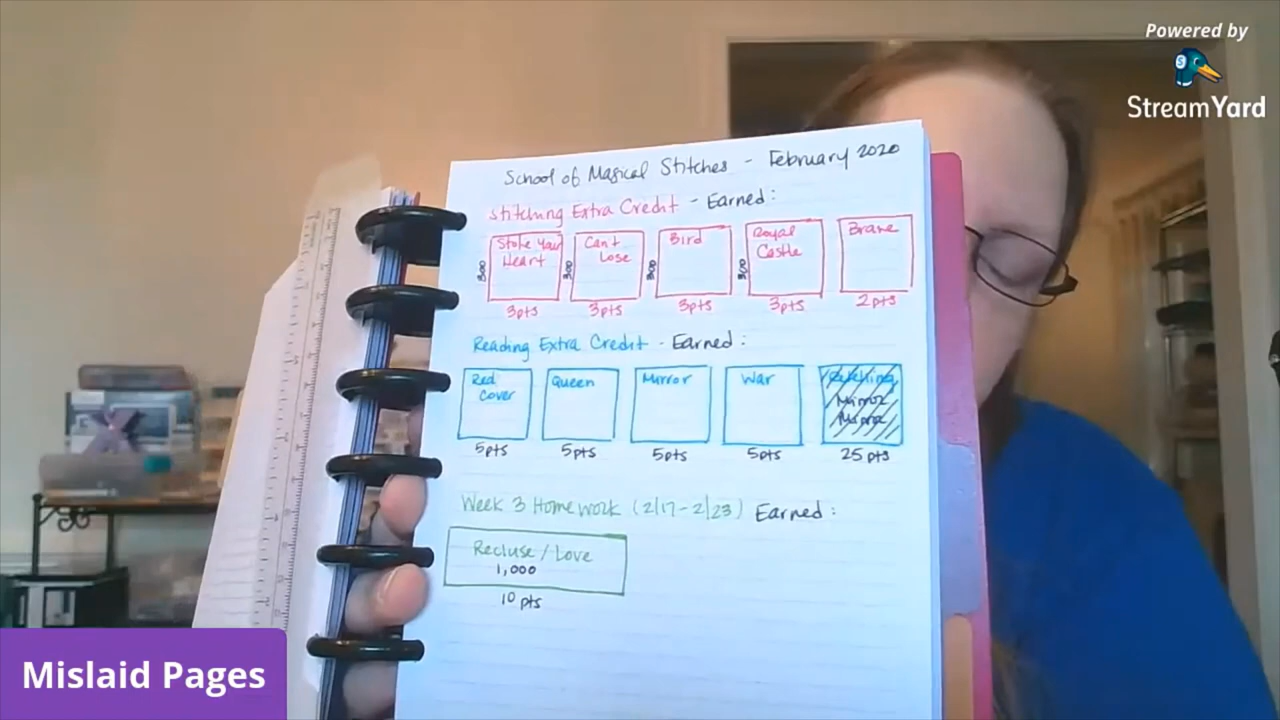 Powered by
StreamYard
School of Magical Stitches - February 2020
Stitching Extra Credit - Earned:
Stole Your Heart
Can't Lose
Bird
Royal Castle
Brave
300
300
300
300
3pts
3pts
3pts
3pts
2pts
Reading Extra Credit - Earned:
Red Cover
Queen
Mirror
War
Mirror
5pts
5pts
5pts
5pts
25 pts
Week 3 Homework (2/17-2/23) Earned:
Recluse / Love
1,000
10 pts
Mislaid Pages